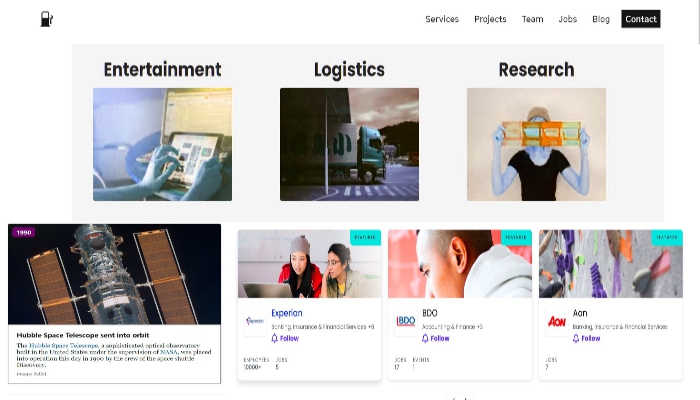 Services Projects Team Jobs Blog Contact
Entertainment Logistics Research
1990
Hubble Space Telescope sent into orbit
The Hubble Space Telescope, a sophisticated optical observatory
built in the United States under the supervision of NASA, was placed
into operation this day in 1990 by the crew of the space shuttle
Discovery.
FEATURED
Experian
Experian
Banking, Insurance & Financial Services +6
Follow
EMPLOYEES JOBS
10000+ 5
FEATURED
BDO
BDO
Accounting & Finance +3
Follow
JOBS EVENTS
17 1
FEATURED
AON
Aon
Banking, Insurance & Financial Services
Follow
JOBS
7